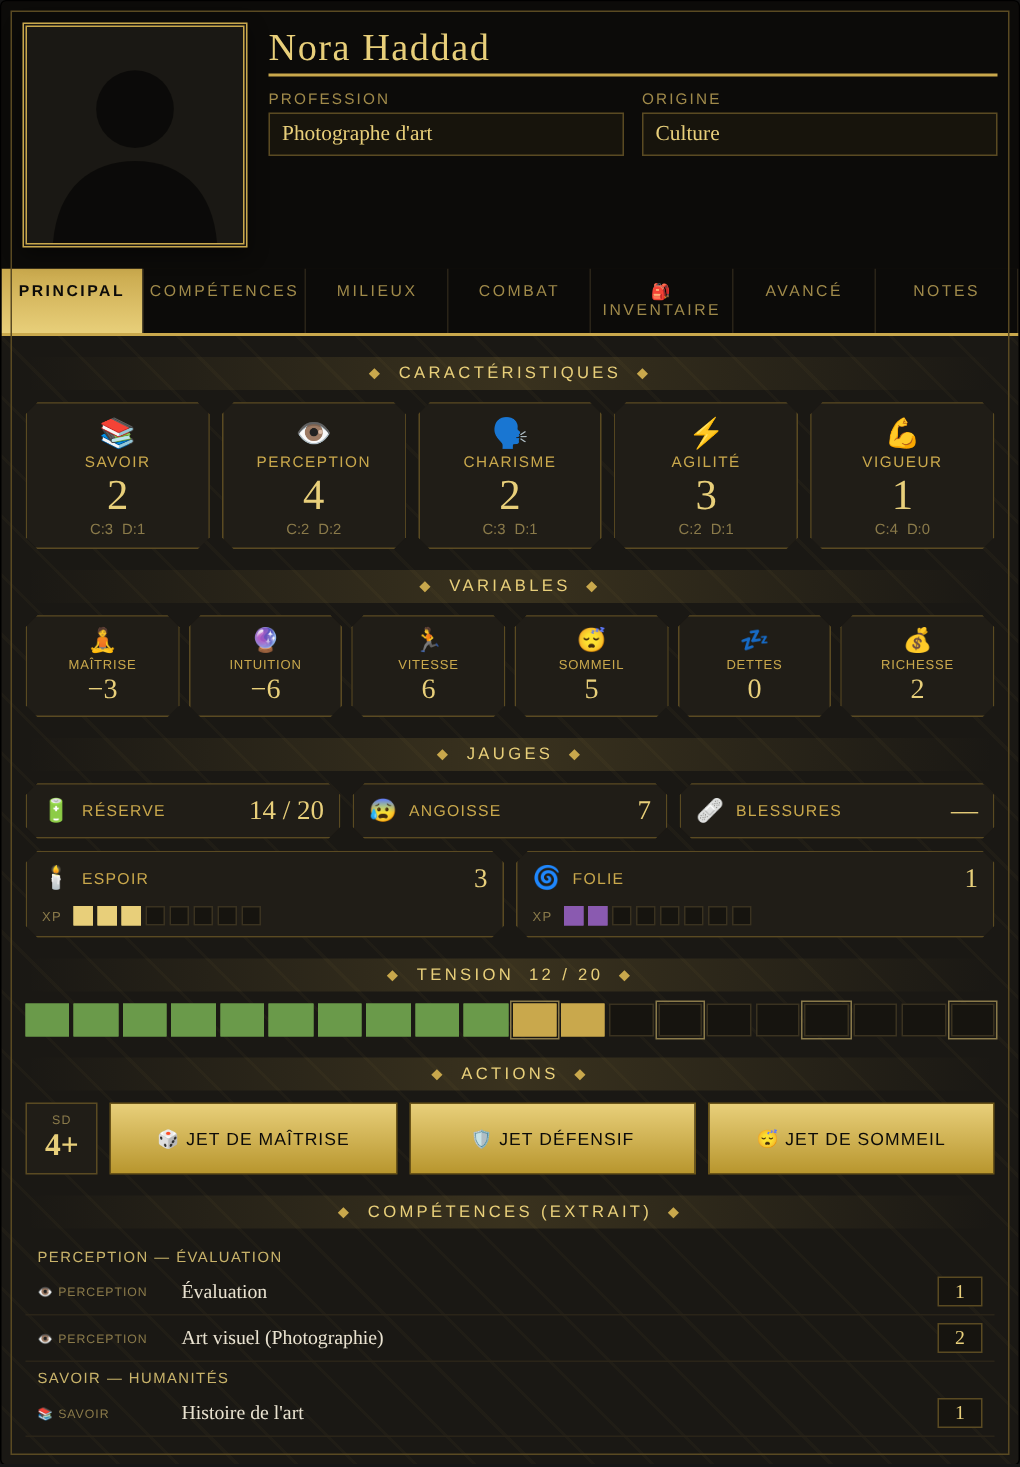 Nora Haddad
PROFESSION
ORIGINE
Photographe d'art
Culture
PRINCIPAL
COMPÉTENCES
MILIEUX
COMBAT
INVENTAIRE
AVANCÉ
NOTES
CARACTÉRISTIQUES
SAVOIR
2
C:3 D:1
PERCEPTION
4
C:2 D:2
CHARISME
2
C:3 D:1
AGILITÉ
3
C:2 D:1
VIGUEUR
1
C:4 D:0
VARIABLES
MAÎTRISE
−3
INTUITION
−6
VITESSE
6
SOMMEIL
5
DETTES
0
RICHESSE
2
JAUGES
RÉSERVE 14 / 20
ANGOISSE 7
BLESSURES —
ESPOIR 3
XP
FOLIE 1
XP
TENSION 12 / 20
ACTIONS
SD
4+
JET DE MAÎTRISE
JET DÉFENSIF
JET DE SOMMEIL
COMPÉTENCES (EXTRAIT)
PERCEPTION — ÉVALUATION
PERCEPTION Évaluation 1
PERCEPTION Art visuel (Photographie) 2
SAVOIR — HUMANITÉS
SAVOIR Histoire de l'art 1